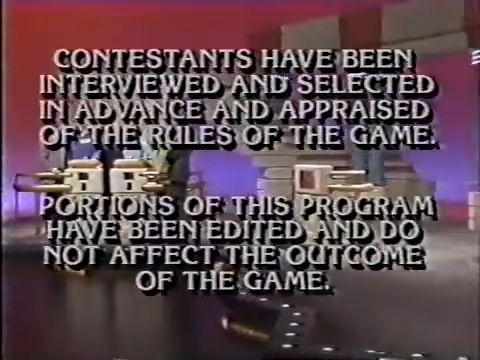 CONTESTANTS HAVE BEEN
INTERVIEWED AND SELECTED
IN ADVANCE AND APPRAISED
OF THE RULES OF THE GAME.
PORTIONS OF THIS PROGRAM
HAVE BEEN EDITED AND DO
NOT AFFECT THE OUTCOME
OF THE GAME.